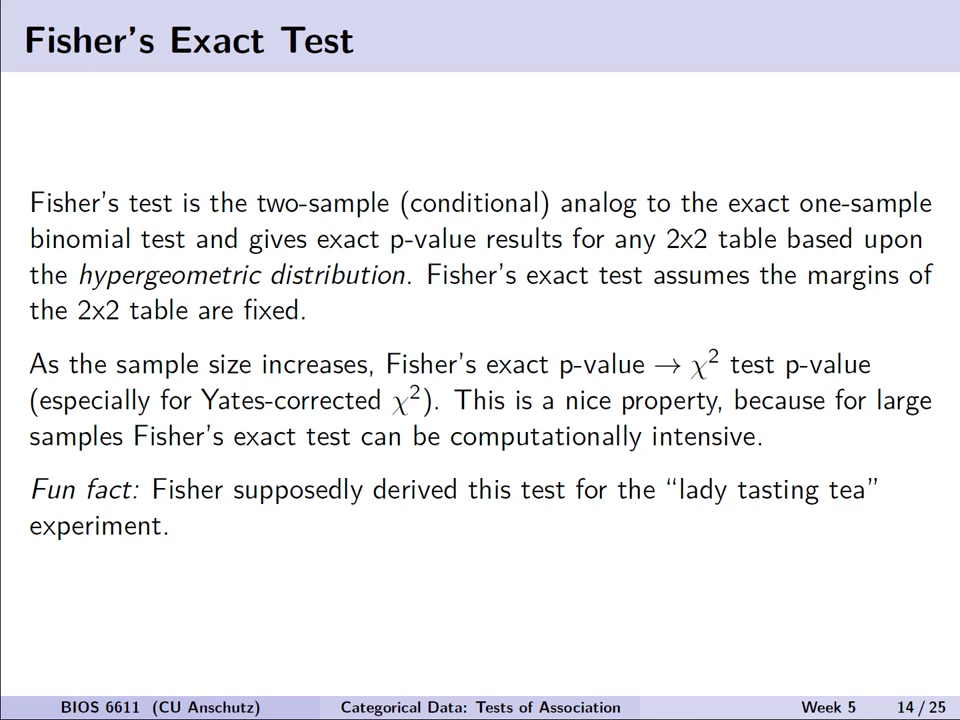 Fisher's Exact Test
Fisher's test is the two-sample (conditional) analog to the exact one-sample
binomial test and gives exact p-value results for any 2x2 table based upon
the hypergeometric distribution. Fisher's exact test assumes the margins of
the 2x2 table are fixed.
As the sample size increases, Fisher's exact p-value → χ² test p-value
(especially for Yates-corrected χ²). This is a nice property, because for large
samples Fisher's exact test can be computationally intensive.
Fun fact: Fisher supposedly derived this test for the “lady tasting tea”
experiment.
BIOS 6611 (CU Anschutz) Categorical Data: Tests of Association Week 5 14 / 25